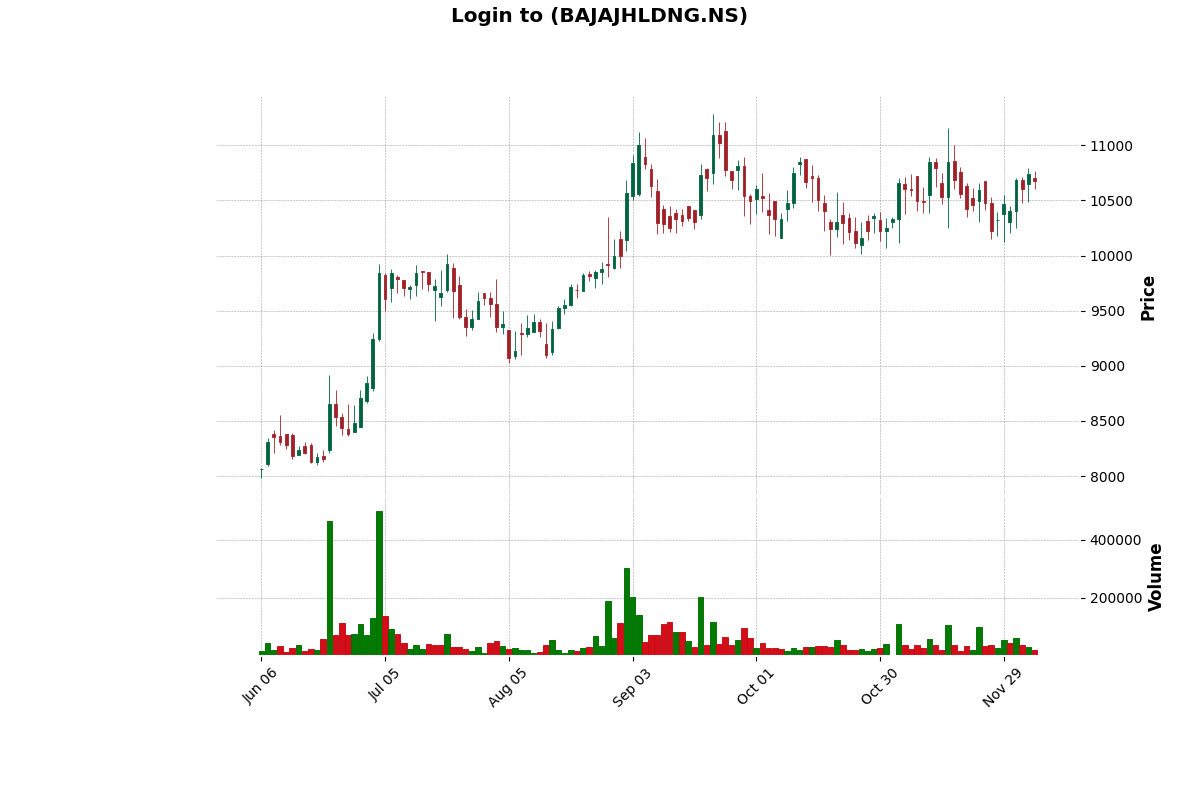 Login to (BAJAJHLDNG.NS)
11000
10500
10000
9500
9000
8500
8000
Price
400000
200000
Volume
Jun 06
Jul 05
Aug 05
Sep 03
Oct 01
Oct 30
Nov 29